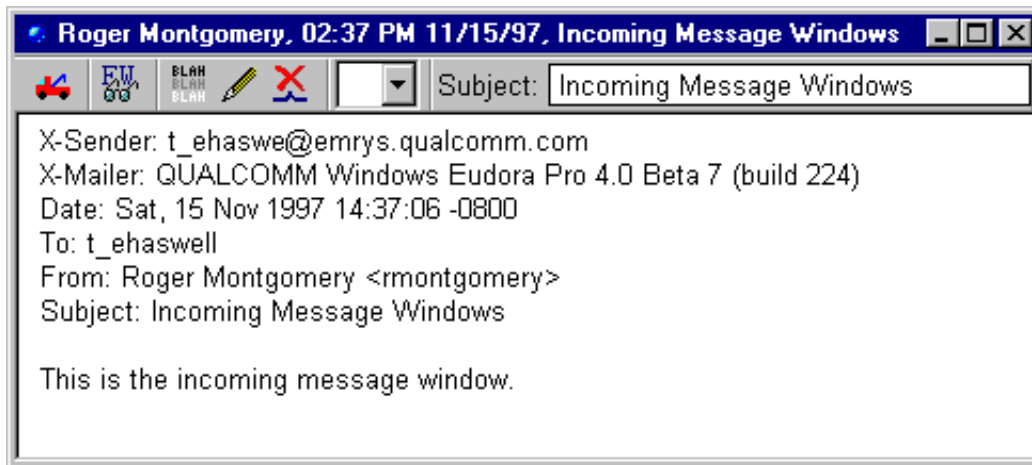 Roger Montgomery, 02:37 PM 11/15/97, Incoming Message Windows
BLAH
BLAH
BLAH
Subject: Incoming Message Windows
X-Sender: t_ehaswe@emrys.qualcomm.com
X-Mailer: QUALCOMM Windows Eudora Pro 4.0 Beta 7 (build 224)
Date: Sat, 15 Nov 1997 14:37:06 -0800
To: t_ehaswell
From: Roger Montgomery <rmontgomery>
Subject: Incoming Message Windows
This is the incoming message window.